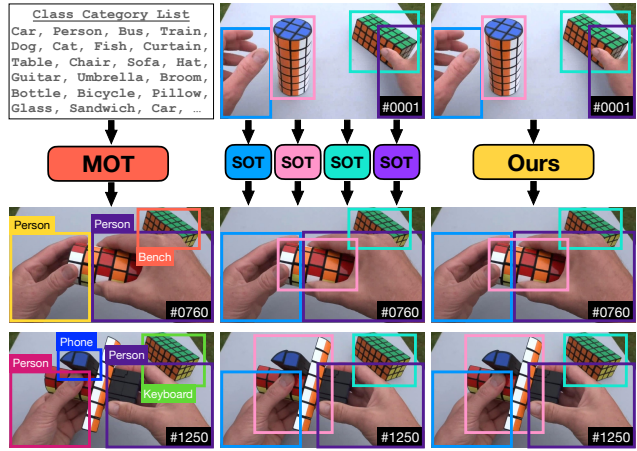 Class Category List
Car, Person, Bus, Train,
Dog, Cat, Fish, Curtain,
Table, Chair, Sofa, Hat,
Guitar, Umbrella, Broom,
Bottle, Bicycle, Pillow,
Glass, Sandwich, Car, …
#0001
#0001
MOT
SOT
SOT
SOT
SOT
Ours
Person
Person
Bench
#0760
#0760
#0760
Phone
Person
Person
Keyboard
#1250
#1250
#1250